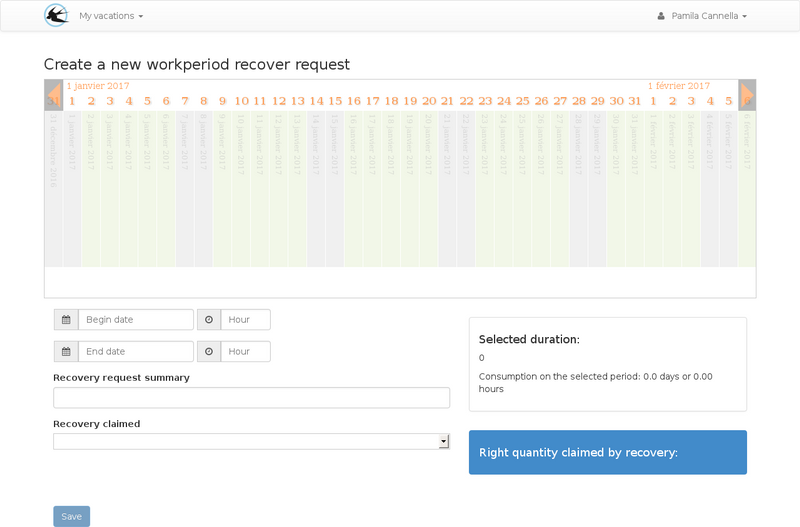 My vacations
Pamila Cannella
Create a new workperiod recover request
1 janvier 2017 1 février 2017
31 1 2 3 4 5 6 7 8 9 10 11 12 13 14 15 16 17 18 19 20 21 22 23 24 25 26 27 28 29 30 31 1 2 3 4 5 6
31 décembre 2016
1 janvier 2017
2 janvier 2017
3 janvier 2017
4 janvier 2017
5 janvier 2017
6 janvier 2017
7 janvier 2017
8 janvier 2017
9 janvier 2017
10 janvier 2017
11 janvier 2017
12 janvier 2017
13 janvier 2017
14 janvier 2017
15 janvier 2017
16 janvier 2017
17 janvier 2017
18 janvier 2017
19 janvier 2017
20 janvier 2017
21 janvier 2017
22 janvier 2017
23 janvier 2017
24 janvier 2017
25 janvier 2017
26 janvier 2017
27 janvier 2017
28 janvier 2017
29 janvier 2017
30 janvier 2017
31 janvier 2017
1 février 2017
2 février 2017
3 février 2017
4 février 2017
5 février 2017
6 février 2017
Begin date Hour
End date Hour
Recovery request summary
Recovery claimed
Save
Selected duration:
0
Consumption on the selected period: 0.0 days or 0.00
hours
Right quantity claimed by recovery: